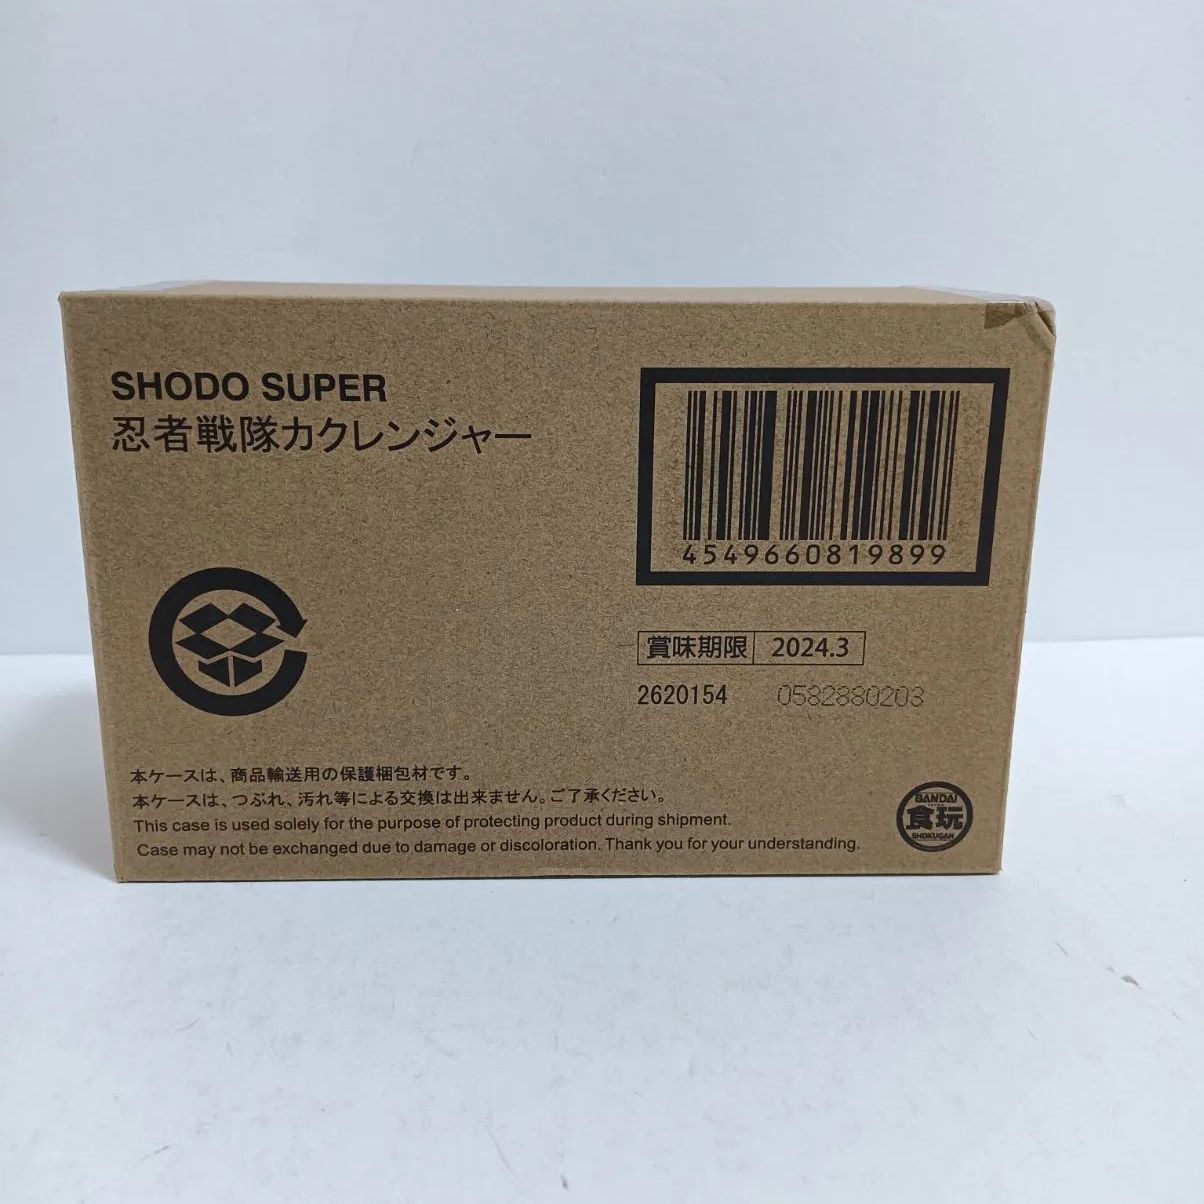 SHODO SUPER
忍者戦隊カクレンジャー
4549660819899
賞味期限 2024.3
2620154 0582880203
本ケースは、商品輸送用の保護梱包材です。
本ケースは、つぶれ、汚れ等による交換は出来ません。ご了承ください。
This case is used solely for the purpose of protecting product during shipment.
Case may not be exchanged due to damage or discoloration. Thank you for your understanding.
BANDAI
食玩
SHOKUGAN